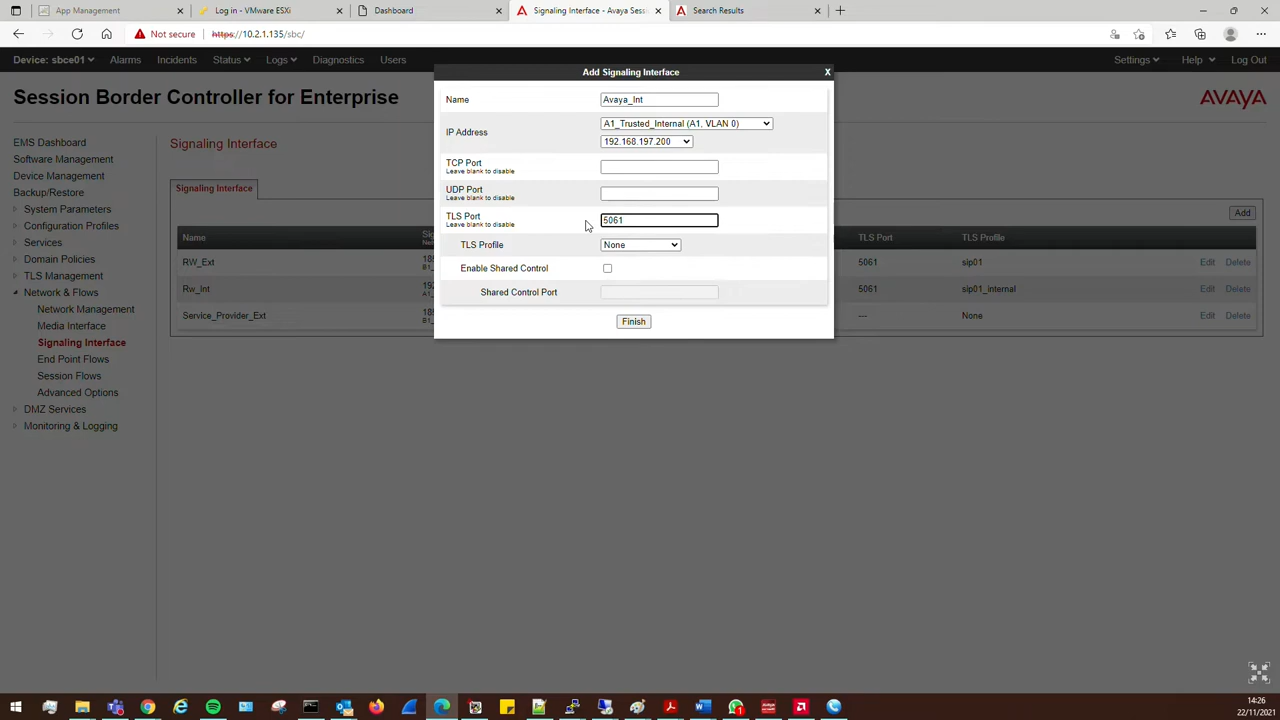 App Management
Log in - VMware ESXi
Dashboard
Signaling Interface - Avaya Sess
Search Results
Not secure
https://10.2.1.135/sbc/
Device: sbce01
Alarms
Incidents
Status
Logs
Diagnostics
Users
Settings
Help
Log Out
Session Border Controller for Enterprise
AVAYA
EMS Dashboard
Software Management
Device Management
Backup/Restore
System Parameters
Configuration Profiles
Services
Domain Policies
TLS Management
Network & Flows
Network Management
Media Interface
Signaling Interface
End Point Flows
Session Flows
Advanced Options
DMZ Services
Monitoring & Logging
Signaling Interface
Signaling Interface
Add
Name
TLS Port
TLS Profile
RW_Ext
5061
sip01
Edit
Delete
Rw_Int
5061
sip01_internal
Edit
Delete
Service_Provider_Ext
---
None
Edit
Delete
Add Signaling Interface
X
Name
Avaya_Int
IP Address
A1_Trusted_Internal (A1, VLAN 0)
192.168.197.200
TCP Port
Leave blank to disable
UDP Port
Leave blank to disable
TLS Port
Leave blank to disable
5061
TLS Profile
None
Enable Shared Control
Shared Control Port
Finish
14:26
22/11/2021